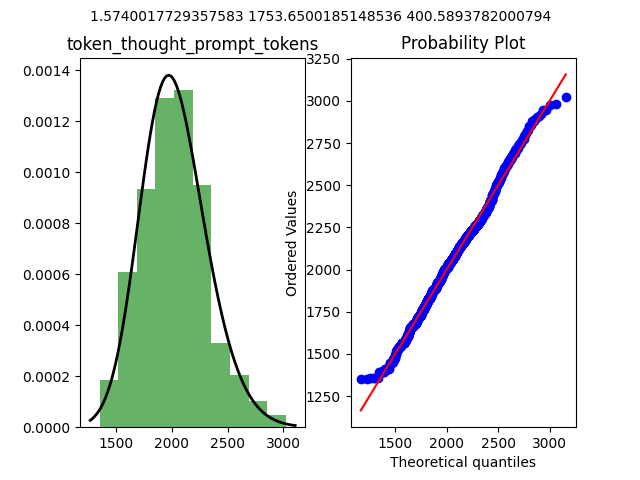 1.5740017729357583 1753.6500185148536 400.5893782000794
token_thought_prompt_tokens
Probability Plot
0.0014
0.0012
0.0010
0.0008
0.0006
0.0004
0.0002
0.0000
1500 2000 2500 3000
Ordered Values
3250
3000
2750
2500
2250
2000
1750
1500
1250
1500 2000 2500 3000
Theoretical quantiles